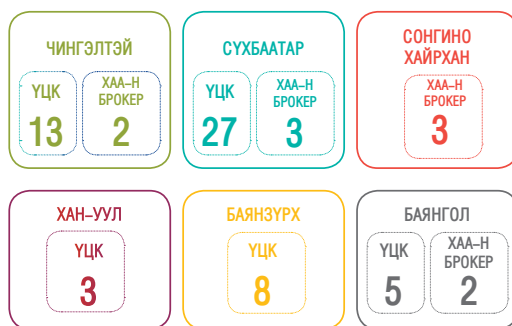 ЧИНГЭЛТЭЙ
ҮЦК
13
ХАА-Н
БРОКЕР
2
СҮХБААТАР
ҮЦК
27
ХАА-Н
БРОКЕР
3
СОНГИНО
ХАЙРХАН
ХАА-Н
БРОКЕР
3
ХАН-УУЛ
ҮЦК
3
БАЯНЗҮРХ
ҮЦК
8
БАЯНГОЛ
ҮЦК
5
ХАА-Н
БРОКЕР
2